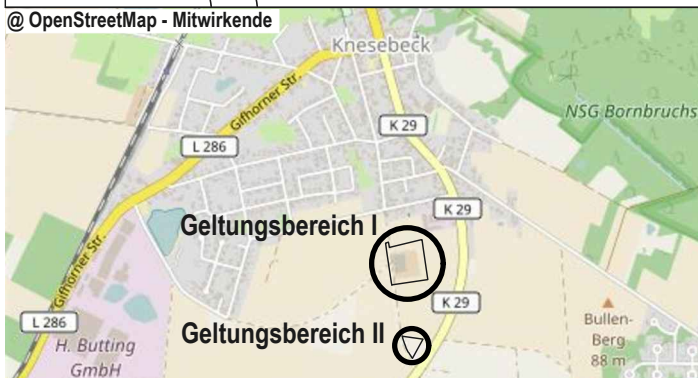 @ OpenStreetMap - Mitwirkende
Knesebeck
Gifhorner Str.
NSG Bornbruchs
K 29
L 286
K 29
Geltungsbereich I
Gifhorner Str.
K 29
L 286
Geltungsbereich II
H. Butting
GmbH
Bullen-
Berg
88 m